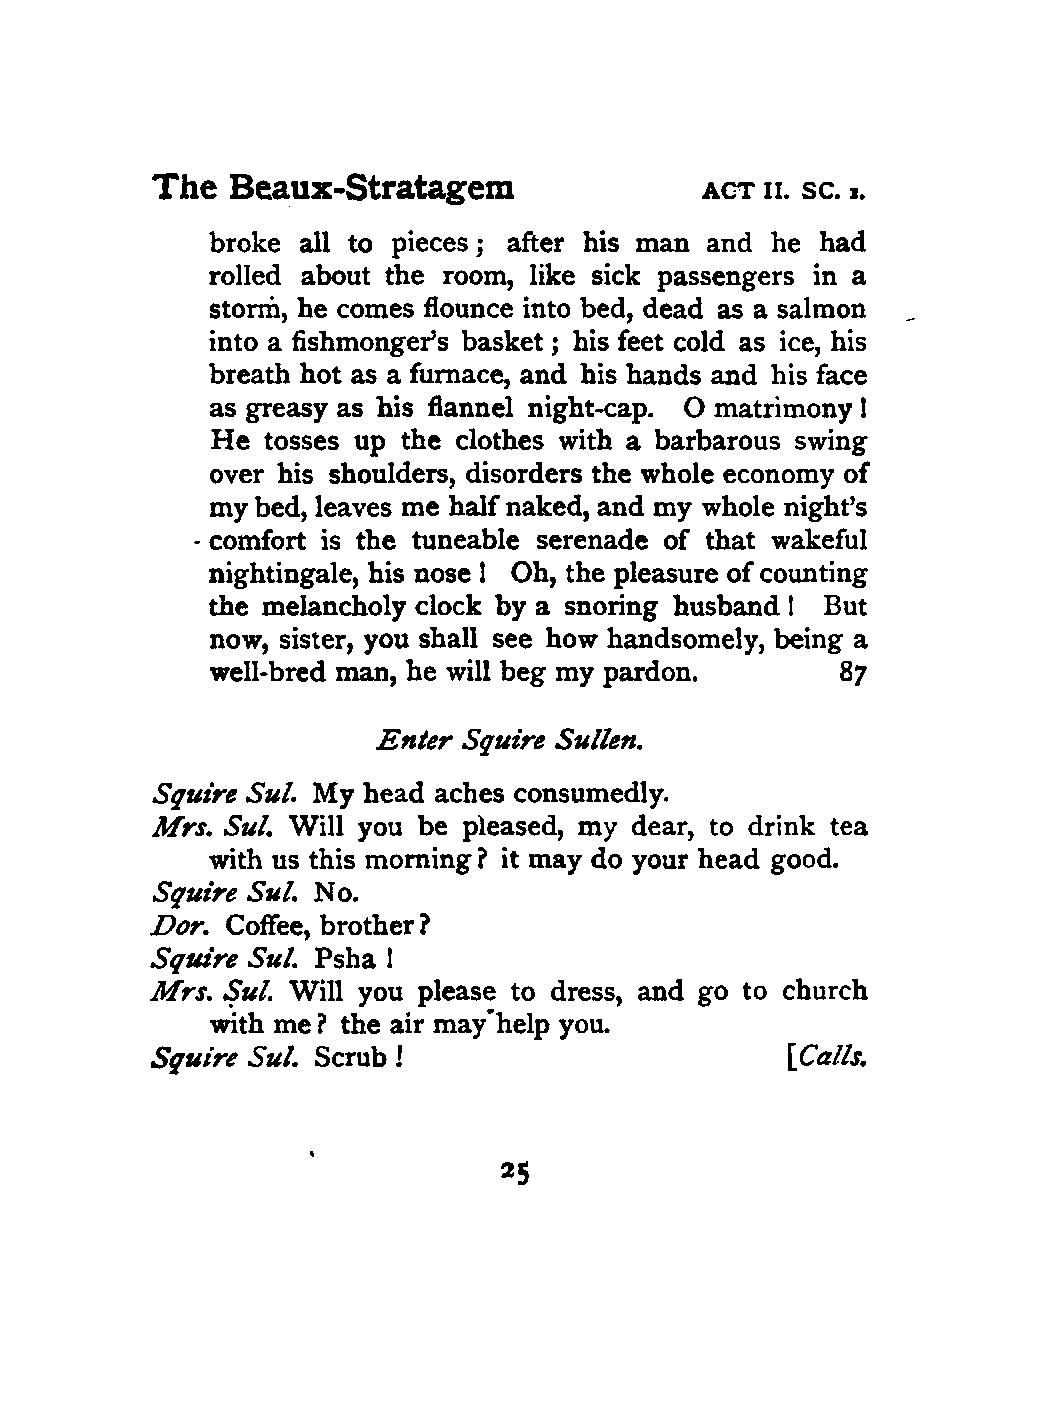 The Beaux-Stratagem ACT II. SC. 1.
broke all to pieces; after his man and he had
rolled about the room, like sick passengers in a
storm, he comes flounce into bed, dead as a salmon
into a fishmonger's basket; his feet cold as ice, his
breath hot as a furnace, and his hands and his face
as greasy as his flannel night-cap. O matrimony!
He tosses up the clothes with a barbarous swing
over his shoulders, disorders the whole economy of
my bed, leaves me half naked, and my whole night's
comfort is the tuneable serenade of that wakeful
nightingale, his nose! Oh, the pleasure of counting
the melancholy clock by a snoring husband! But
now, sister, you shall see how handsomely, being a
well-bred man, he will beg my pardon. 87
Enter Squire Sullen.
Squire Sul. My head aches consumedly.
Mrs. Sul. Will you be pleased, my dear, to drink tea
with us this morning? it may do your head good.
Squire Sul. No.
Dor. Coffee, brother?
Squire Sul. Psha!
Mrs. Sul. Will you please to dress, and go to church
with me? the air may help you.
Squire Sul. Scrub! [Calls.
25